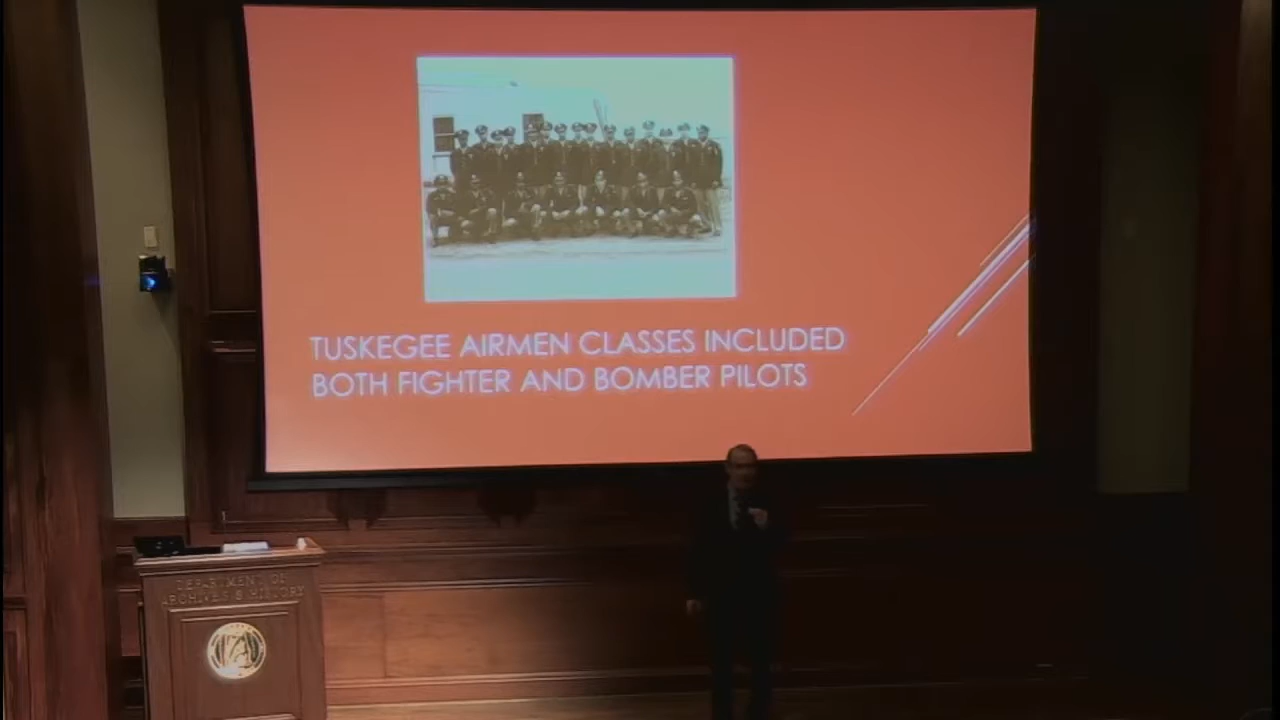 TUSKEGEE AIRMEN CLASSES INCLUDED
BOTH FIGHTER AND BOMBER PILOTS
DEPARTMENT OF
ARCHIVES & HISTORY